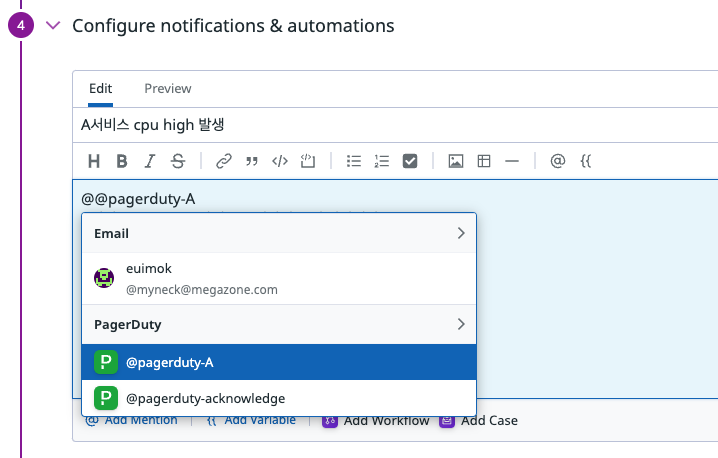 4
Configure notifications & automations
Edit Preview
A서비스 cpu high 발생
@@pagerduty-A
Email
euimok
@myneck@megazone.com
PagerDuty
@pagerduty-A
@pagerduty-acknowledge
@ Add Mention {{ Add Variable Add Workflow Add Case